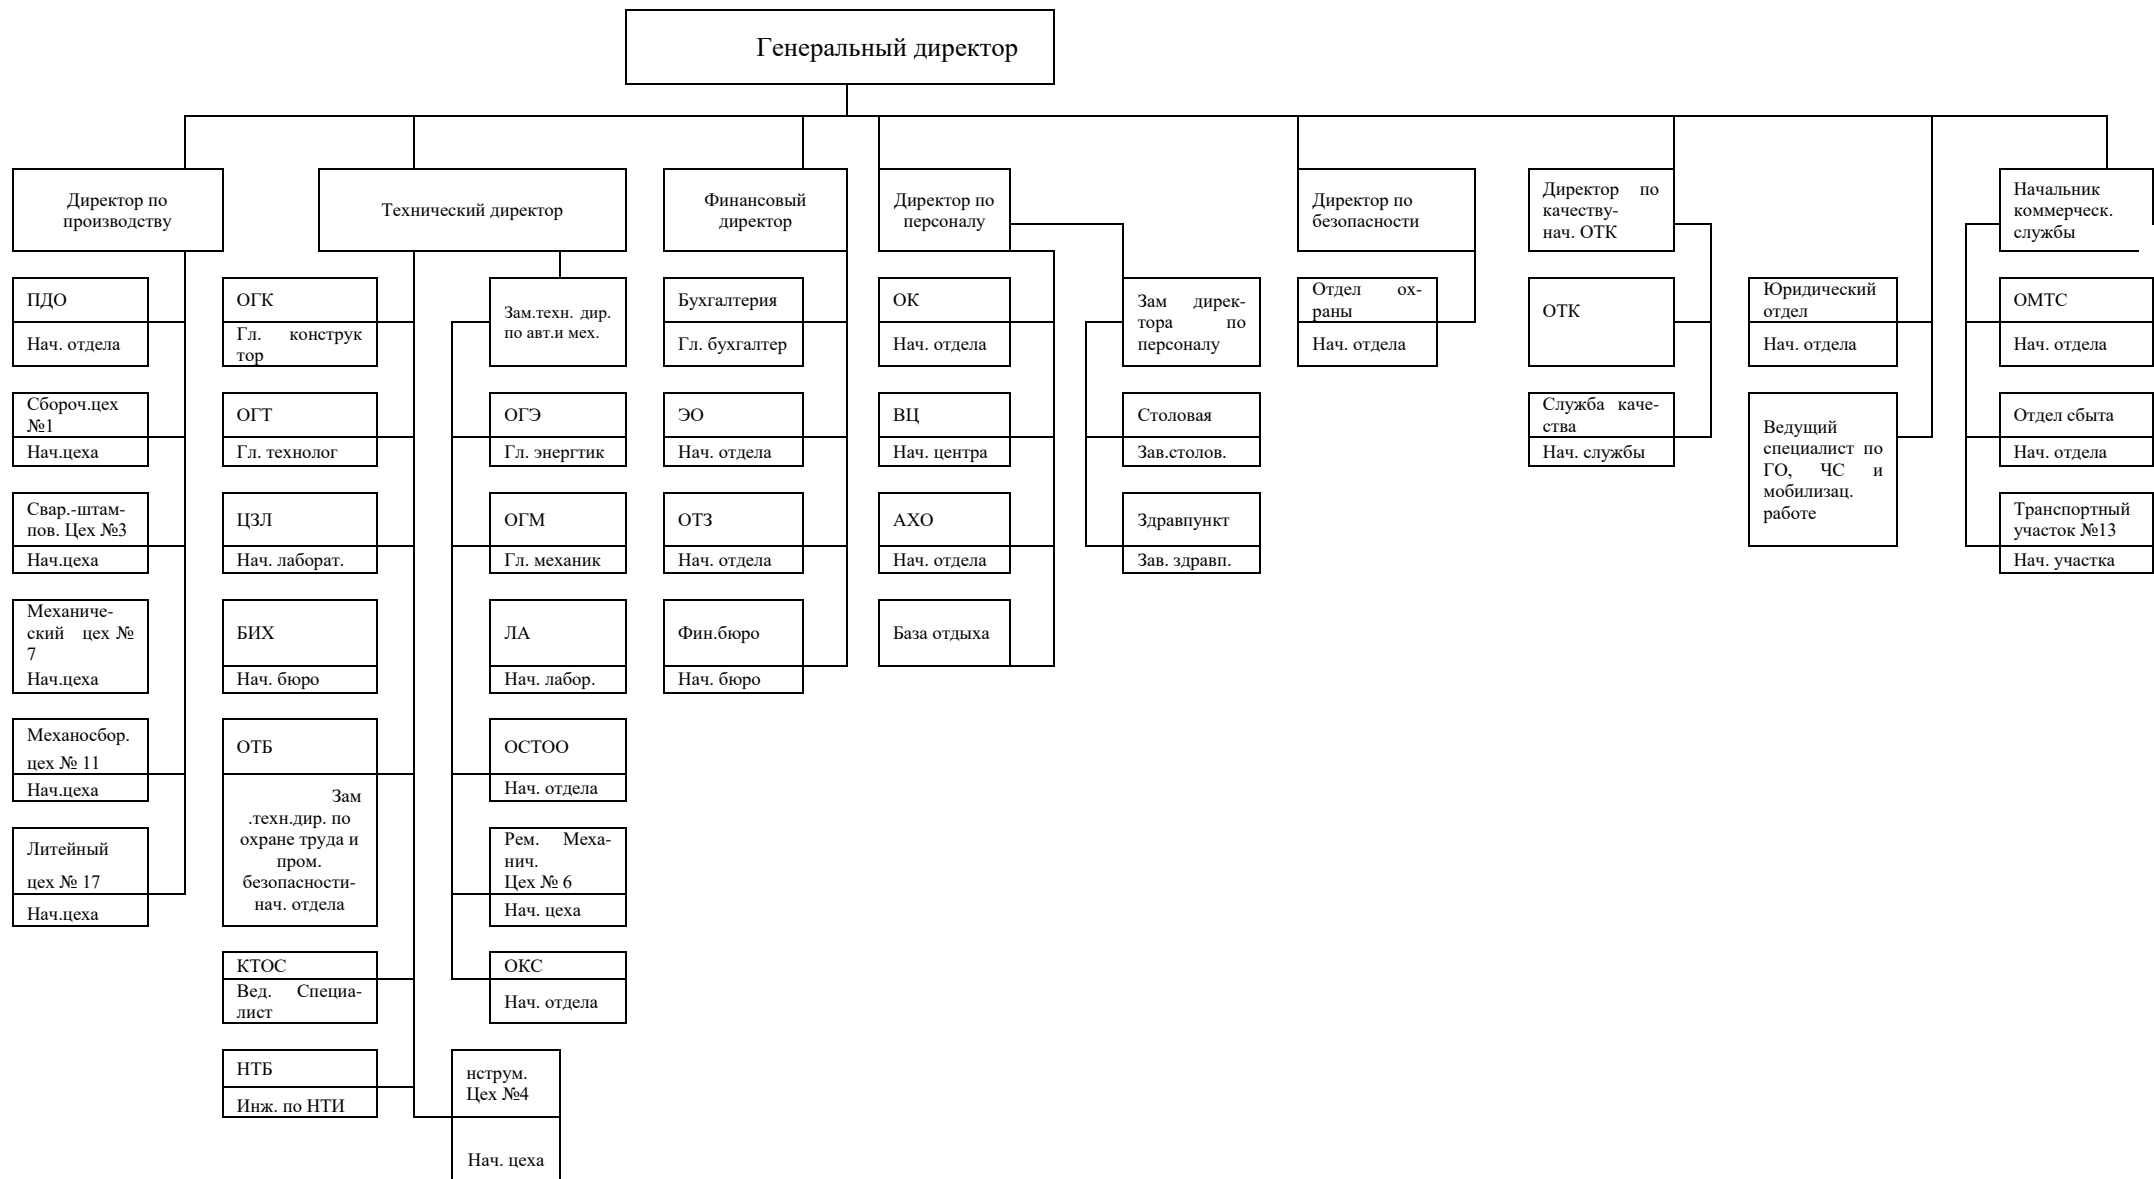 Генеральный директор
Директор по
производству
Технический директор
Финансовый
директор
Директор по
персоналу
Директор по
безопасности
Директор по
качеству-
нач. ОТК
Начальник
коммерческ.
службы
ПДО
Нач. отдела
Сбороч.цех
№1
Нач.цеха
Свар.-штам-
пов. Цех №3
Нач.цеха
Механиче-
ский цех №
7
Нач.цеха
Механосбор.
цех № 11
Нач.цеха
Литейный
цех № 17
Нач.цеха
ОГК
Гл. конструк
тор
ОГТ
Гл. технолог
ЦЗЛ
Нач. лаборат.
БИХ
Нач. бюро
ОТБ
Зам
.техн.дир. по
охране труда и
пром.
безопасности-
нач. отдела
КТОС
Вед. Специа-
лист
НТБ
Инж. по НТИ
Зам.техн. дир.
по авт.и мех.
ОГЭ
Гл. энергтик
ОГМ
Гл. механик
ЛА
Нач. лабор.
ОСТОО
Нач. отдела
Рем. Меха-
нич.
Цех № 6
Нач. цеха
ОКС
Нач. отдела
нструм.
Цех №4
Нач. цеха
Бухгалтерия
Гл. бухгалтер
ЭО
Нач. отдела
ОТЗ
Нач. отдела
Фин.бюро
Нач. бюро
ОК
Нач. отдела
ВЦ
Нач. центра
АХО
Нач. отдела
База отдыха
Зам дирек-
тора по
персоналу
Столовая
Зав.столов.
Здравпункт
Зав. здравп.
Отдел ох-
раны
Нач. отдела
ОТК
Служба каче-
ства
Нач. службы
Юридический
отдел
Нач. отдела
Ведущий
специалист по
ГО, ЧС и
мобилизац.
работе
ОМТС
Нач. отдела
Отдел сбыта
Нач. отдела
Транспортный
участок №13
Нач. участка